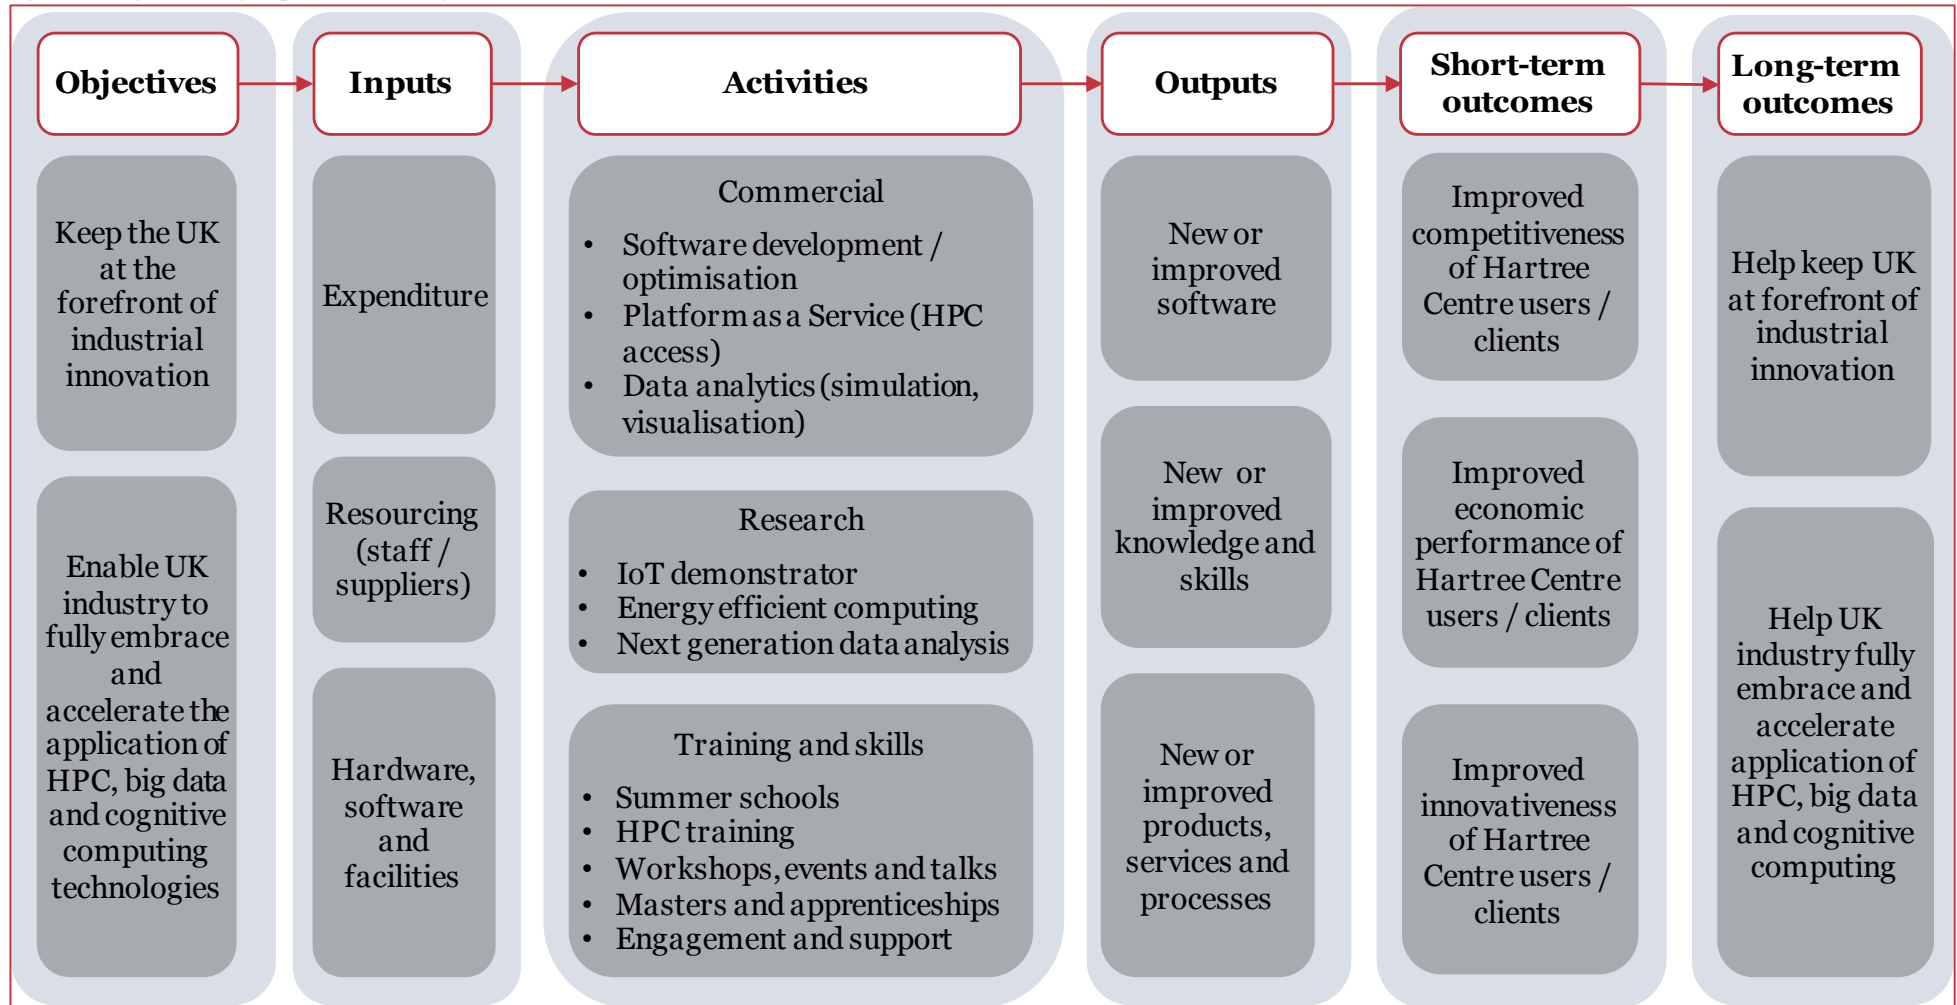 Objectives
Keep the UK
at the
forefront of
industrial
innovation
Enable UK
industry to
fully embrace
and
accelerate the
application of
HPC, big data
and cognitive
computing
technologies
Inputs
Expenditure
Resourcing
(staff /
suppliers)
Hardware,
software
and
facilities
Activities
Commercial
• Software development /
optimisation
• Platform as a Service (HPC
access)
• Data analytics (simulation,
visualisation)
Research
• IoT demonstrator
• Energy efficient computing
• Next generation data analysis
Training and skills
• Summer schools
• HPC training
• Workshops, events and talks
• Masters and apprenticeships
• Engagement and support
Outputs
New or
improved
software
New or
improved
knowledge and
skills
New or
improved
products,
services and
processes
Short-term
outcomes
Improved
competitiveness
of Hartree
Centre users /
clients
Improved
economic
performance of
Hartree Centre
users / clients
Improved
innovativeness
of Hartree
Centre users /
clients
Long-term
outcomes
Help keep UK
at forefront of
industrial
innovation
Help UK
industry fully
embrace and
accelerate
application of
HPC, big data
and cognitive
computing